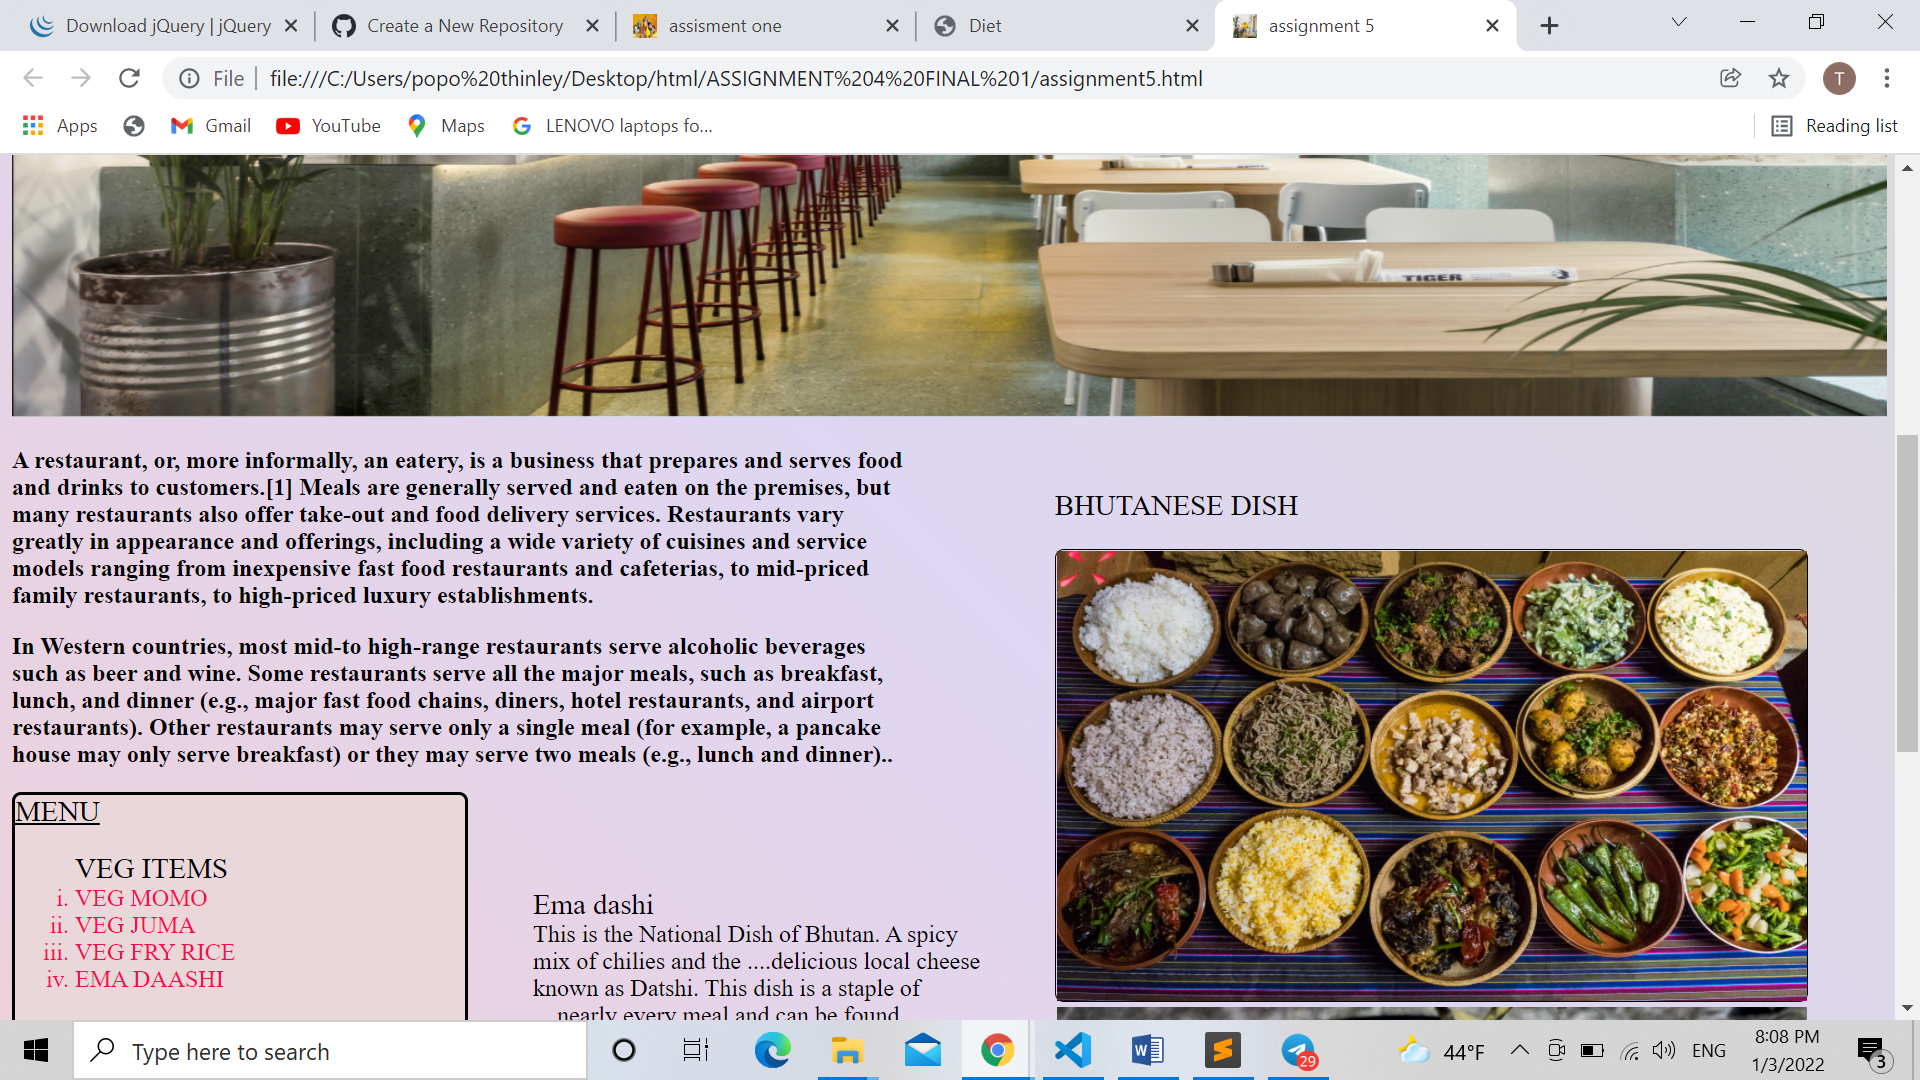 Download jQuery | jQuery
Create a New Repository
assisment one
Diet
assignment 5
File
file:///C:/Users/popo%20thinley/Desktop/html/ASSIGNMENT%204%20FINAL%201/assignment5.html
T
Apps
Gmail
YouTube
Maps
LENOVO laptops fo...
Reading list
TIGER
A restaurant, or, more informally, an eatery, is a business that prepares and serves food
and drinks to customers.[1] Meals are generally served and eaten on the premises, but
many restaurants also offer take-out and food delivery services. Restaurants vary
greatly in appearance and offerings, including a wide variety of cuisines and service
models ranging from inexpensive fast food restaurants and cafeterias, to mid-priced
family restaurants, to high-priced luxury establishments.
In Western countries, most mid-to high-range restaurants serve alcoholic beverages
such as beer and wine. Some restaurants serve all the major meals, such as breakfast,
lunch, and dinner (e.g., major fast food chains, diners, hotel restaurants, and airport
restaurants). Other restaurants may serve only a single meal (for example, a pancake
house may only serve breakfast) or they may serve two meals (e.g., lunch and dinner)..
MENU
VEG ITEMS
i. VEG MOMO
ii. VEG JUMA
iii. VEG FRY RICE
iv. EMA DAASHI
Ema dashi
This is the National Dish of Bhutan. A spicy
mix of chilies and the ....delicious local cheese
known as Datshi. This dish is a staple of
nearly every meal and can be found
BHUTANESE DISH
Type here to search
29
44°F
ENG
8:08 PM
1/3/2022
3